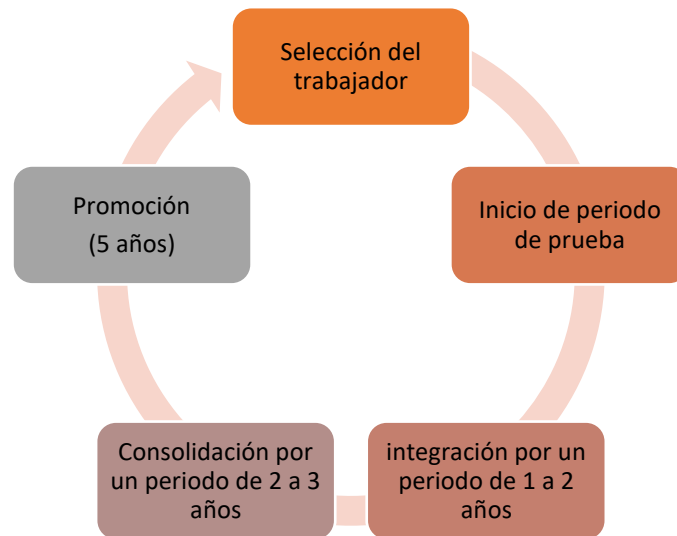 Selección del
trabajador
Inicio de periodo
de prueba
integración por un
periodo de 1 a 2
años
Consolidación por
un periodo de 2 a 3
años
Promoción
(5 años)